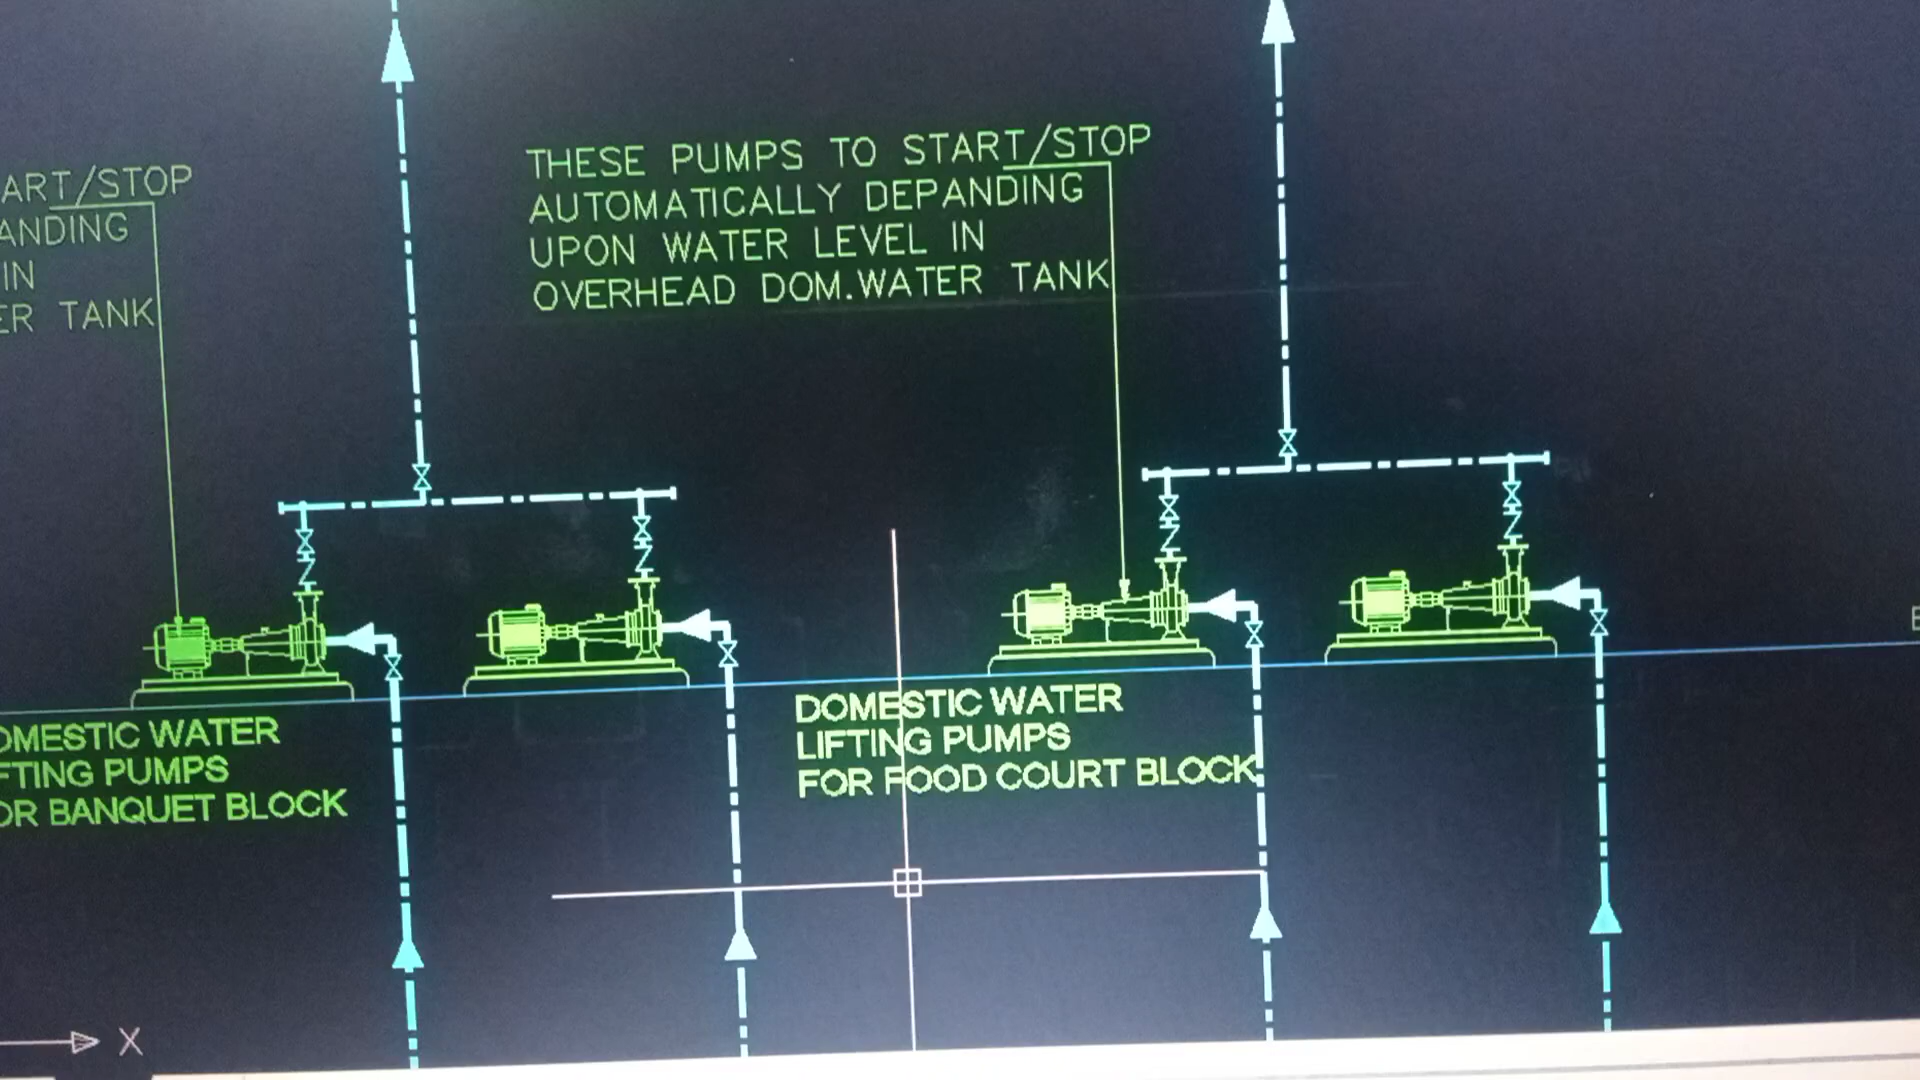 ART/STOP
ANDING
IN
ER TANK
THESE PUMPS TO START/STOP
AUTOMATICALLY DEPANDING
UPON WATER LEVEL IN
OVERHEAD DOM.WATER TANK
OMESTIC WATER
FTING PUMPS
OR BANQUET BLOCK
DOMESTIC WATER
LIFTING PUMPS
FOR FOOD COURT BLOCK
X